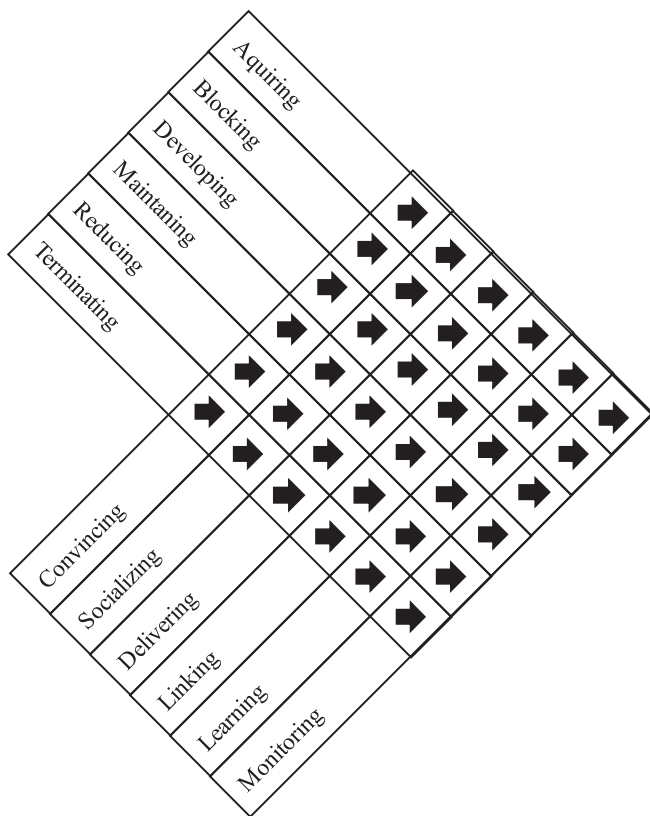 Aquiring
Blocking
Developing
Maintaning
Reducing
Terminating
Convincing
Socializing
Delivering
Linking
Learning
Monitoring